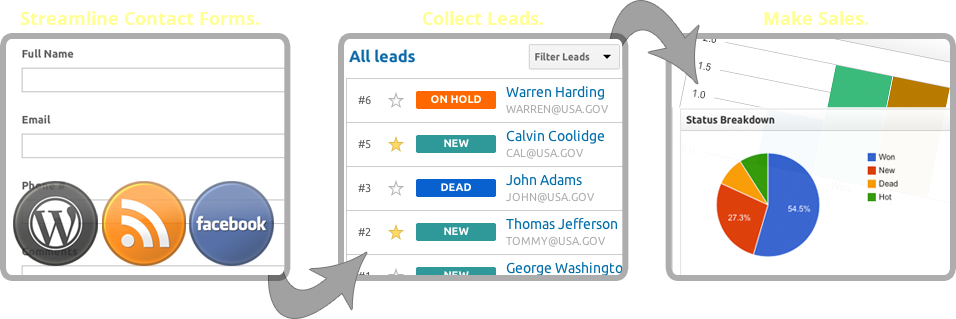 Streamline Contact Forms.
Collect Leads.
Make Sales.
Full Name
Email
Phone #
facebook
Comments
All leads
Filter Leads
#6 ON HOLD Warren Harding
WARREN@USA.GOV
#5 NEW Calvin Coolidge
CAL@USA.GOV
#3 DEAD John Adams
JOHN@USA.GOV
#2 NEW Thomas Jefferson
TOMMY@USA.GOV
#1 NEW George Washingto
2.0
1.5
1.0
Status Breakdown
54.5%
27.3%
Won
New
Dead
Hot